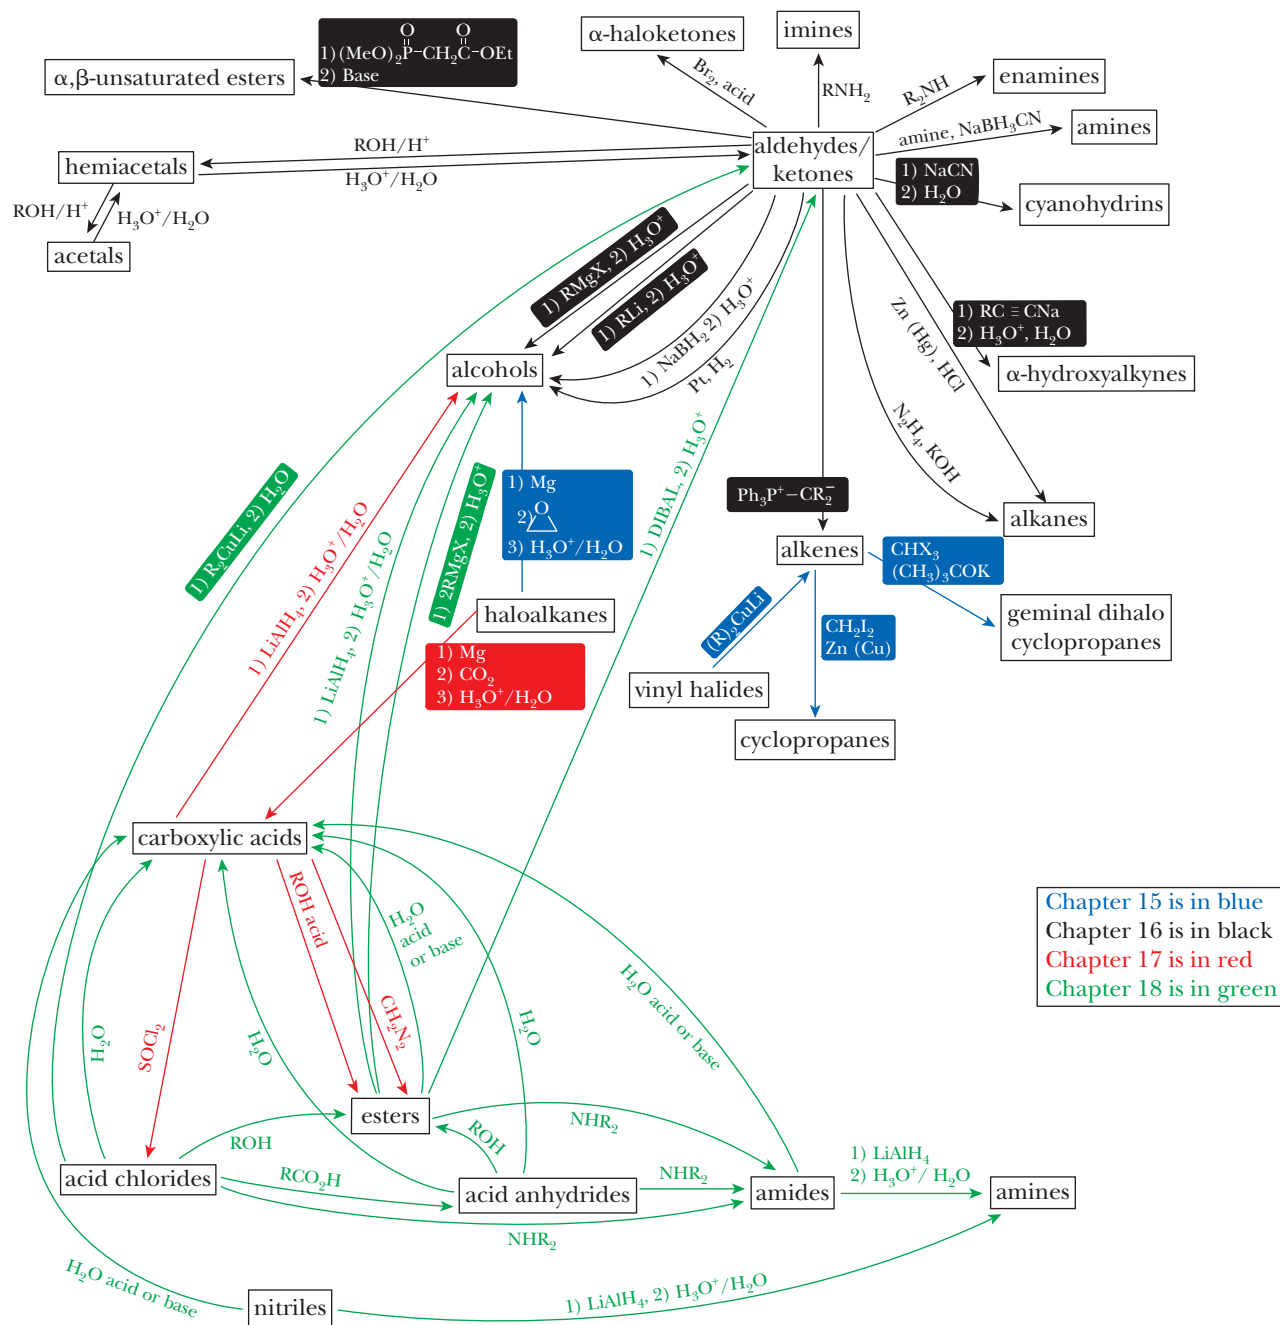 O O
1)(MeO)₂P–CH₂C–OEt
2) Base
α,β-unsaturated esters
α-haloketones
imines
enamines
amines
Br₂, acid
RNH₂
R₂NH
amine, NaBH₃CN
aldehydes/
ketones
1) NaCN
2) H₂O
cyanohydrins
ROH/H⁺
H₃O⁺/H₂O
hemiacetals
ROH/H⁺
H₃O⁺/H₂O
acetals
1) RMgX, 2) H₃O⁺
1) RLi, 2) H₃O⁺
1) NaBH₂ 2) H₃O⁺
Pt, H₂
Zn (Hg), HCl
N₂H₄, KOH
1) RC ≡ CNa
2) H₃O⁺, H₂O
α-hydroxyalkynes
alcohols
1) R₂CuLi, 2) H₂O
1) LiAlH₄, 2) H₃O⁺/H₂O
1) LiAlH₄, 2) H₃O⁺/H₂O
1) 2RMgX, 2) H₃O⁺
1) Mg
2)
O
3) H₃O⁺/H₂O
1) DIBAL, 2) H₃O⁺
Ph₃P⁺–CR₂⁻
alkanes
alkenes
CHX₃
(CH₃)₃COK
haloalkanes
geminal dihalo
cyclopropanes
1) Mg
2) CO₂
3) H₃O⁺/H₂O
(R)₂CuLi
CH₂I₂
Zn (Cu)
vinyl halides
cyclopropanes
carboxylic acids
H₂O
SOCl₂
H₂O
ROH acid
CH₂N₂
H₂O
acid
or base
H₂O
H₂O acid or base
Chapter 15 is in blue
Chapter 16 is in black
Chapter 17 is in red
Chapter 18 is in green
esters
ROH
ROH
NHR₂
acid chlorides
RCO₂H
acid anhydrides
NHR₂
NHR₂
amides
1) LiAlH₄
2) H₃O⁺/ H₂O
amines
H₂O acid or base
nitriles
1) LiAlH₄, 2) H₃O⁺/H₂O